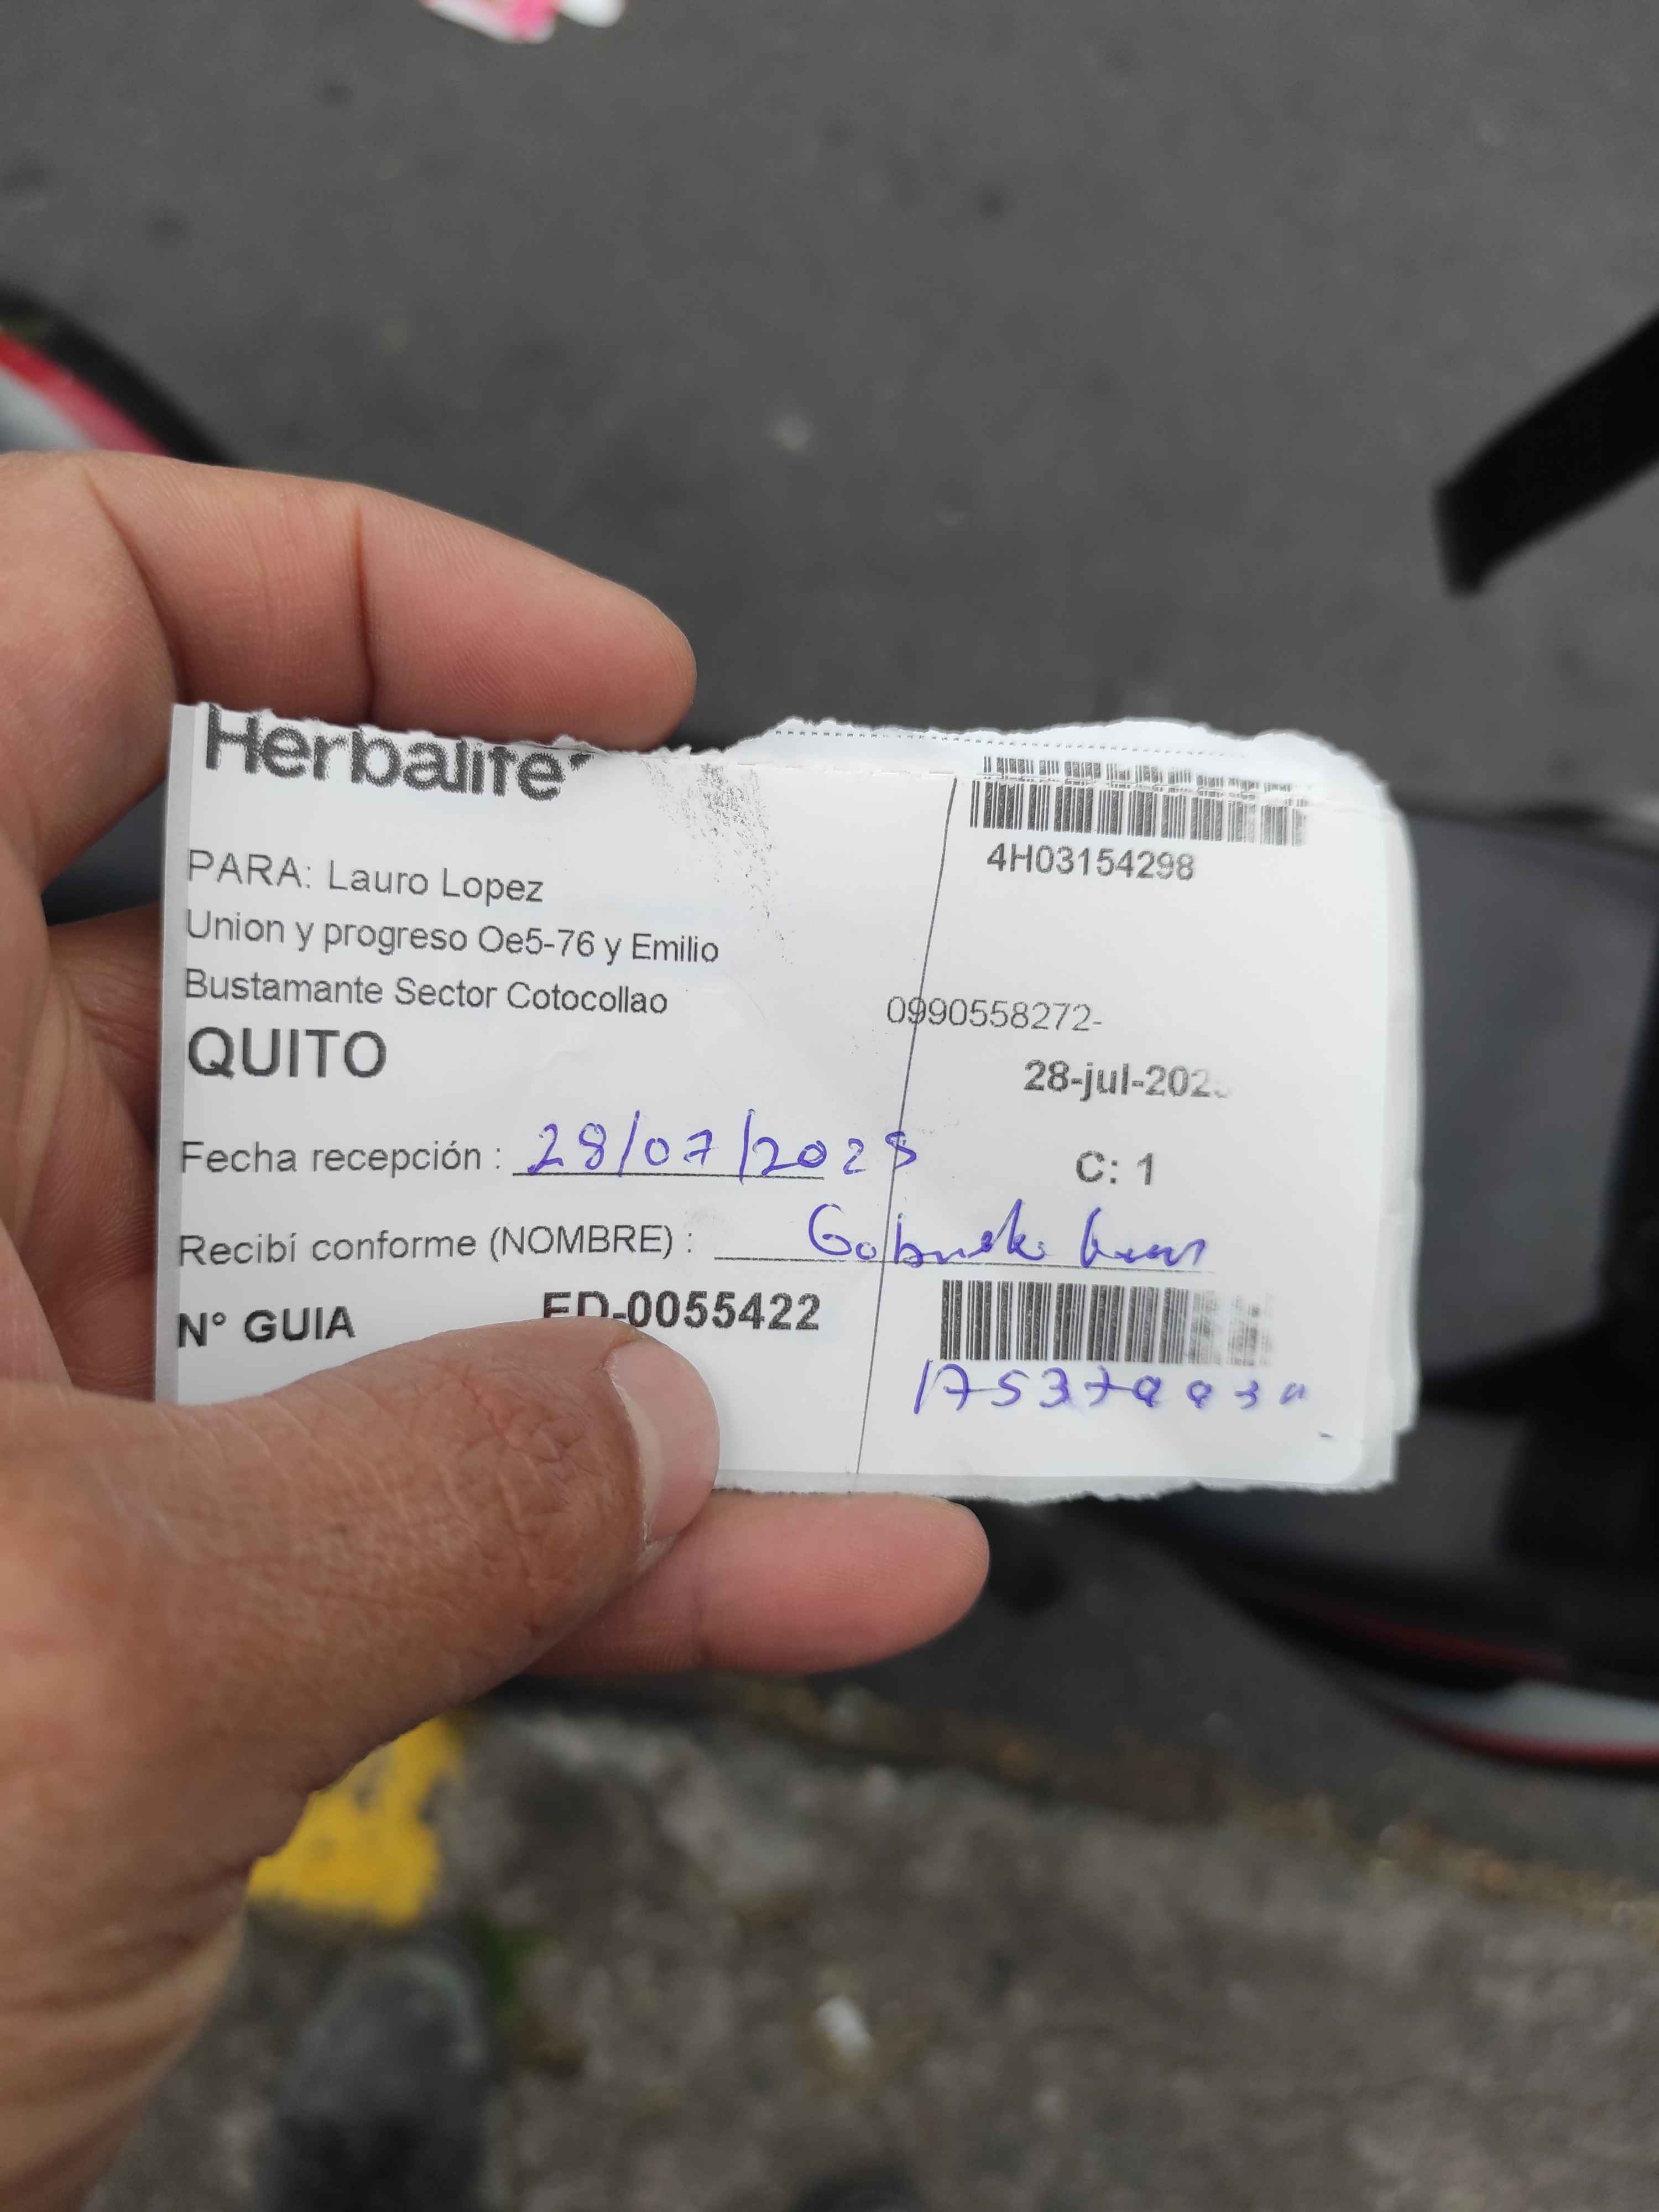 Herbalife
4H03154298
PARA: Lauro Lopez
Union y progreso Oe5-76 y Emilio
Bustamante Sector Cotocollao
0990558272-
QUITO
28-jul-202
Fecha recepción : 28/07/2025
C: 1
Recibí conforme (NOMBRE) :
N° GUIA ED-0055422